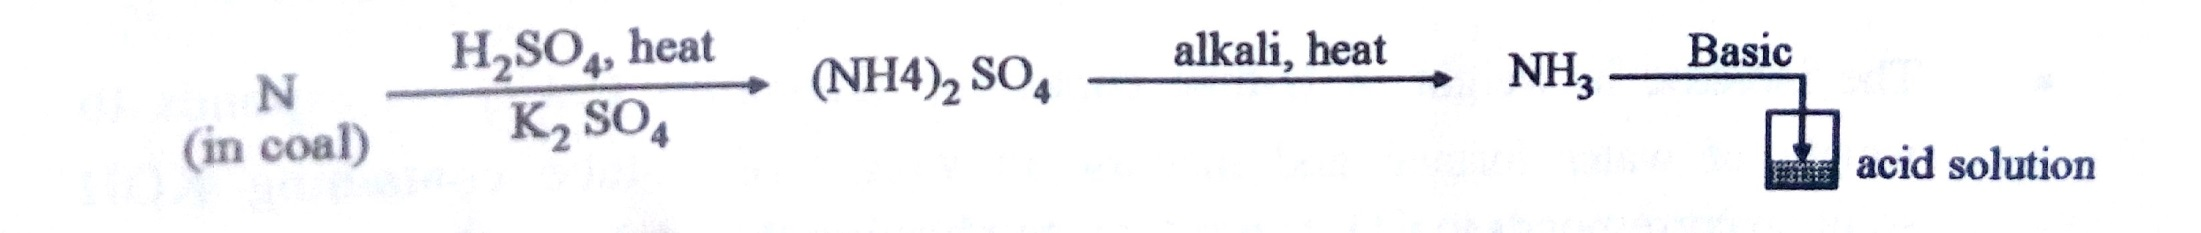 N
(in coal)
H₂SO₄, heat
K₂ SO₄
(NH4)₂ SO₄
alkali, heat
NH₃
Basic
acid solution